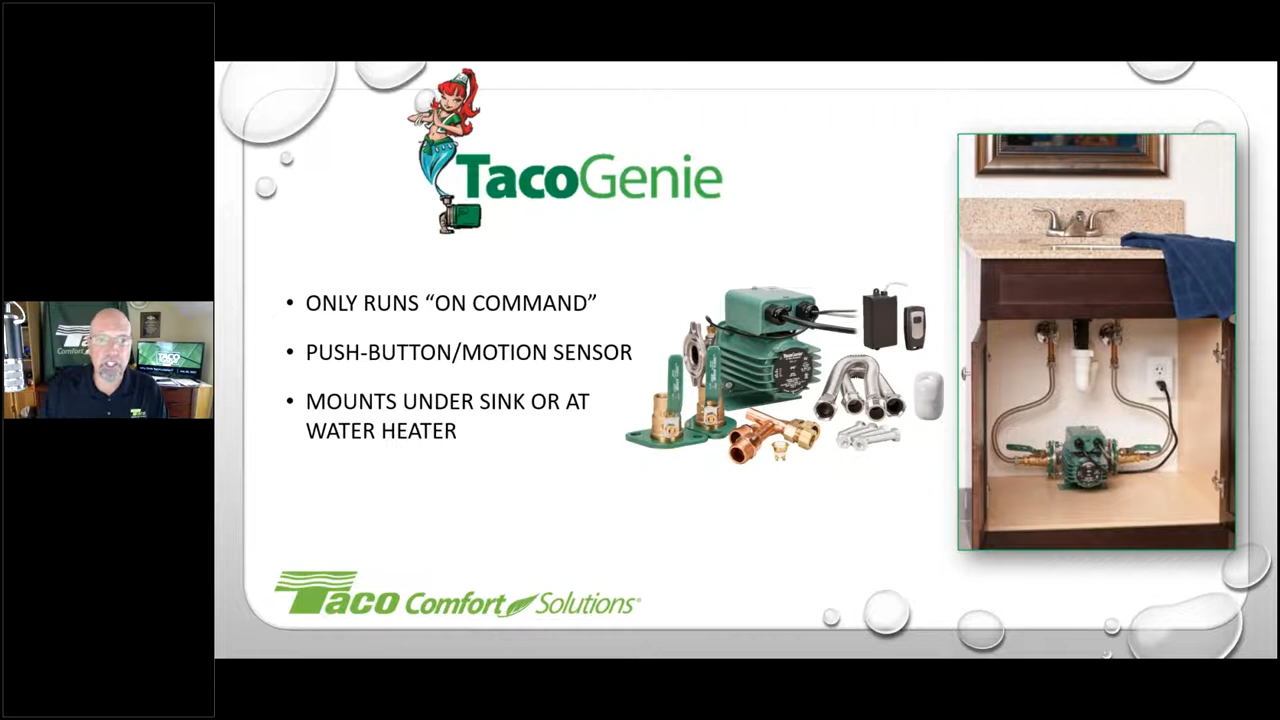 TacoGenie
• ONLY RUNS “ON COMMAND”
• PUSH-BUTTON/MOTION SENSOR
• MOUNTS UNDER SINK OR AT
WATER HEATER
Taco Comfort Solutions®